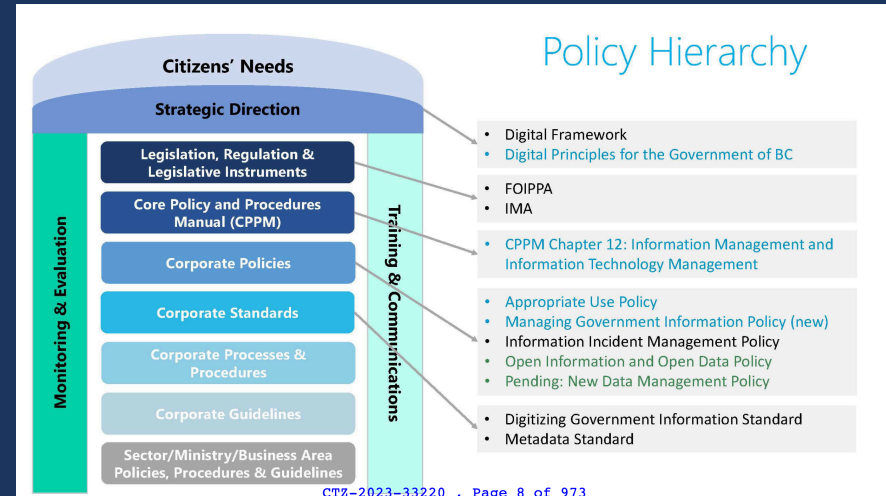 Policy Hierarchy
Citizens’ Needs
Strategic Direction
Monitoring & Evaluation
Legislation, Regulation &
Legislative Instruments
Core Policy and Procedures
Manual (CPPM)
Corporate Policies
Corporate Standards
Corporate Processes &
Procedures
Corporate Guidelines
Sector/Ministry/Business Area
Policies, Procedures & Guidelines
Training & Communications
• Digital Framework
• Digital Principles for the Government of BC
• FOIPPA
• IMA
• CPPM Chapter 12: Information Management and
Information Technology Management
• Appropriate Use Policy
• Managing Government Information Policy (new)
• Information Incident Management Policy
• Open Information and Open Data Policy
• Pending: New Data Management Policy
• Digitizing Government Information Standard
• Metadata Standard
CTZ-2023-33220 , Page 8 of 973